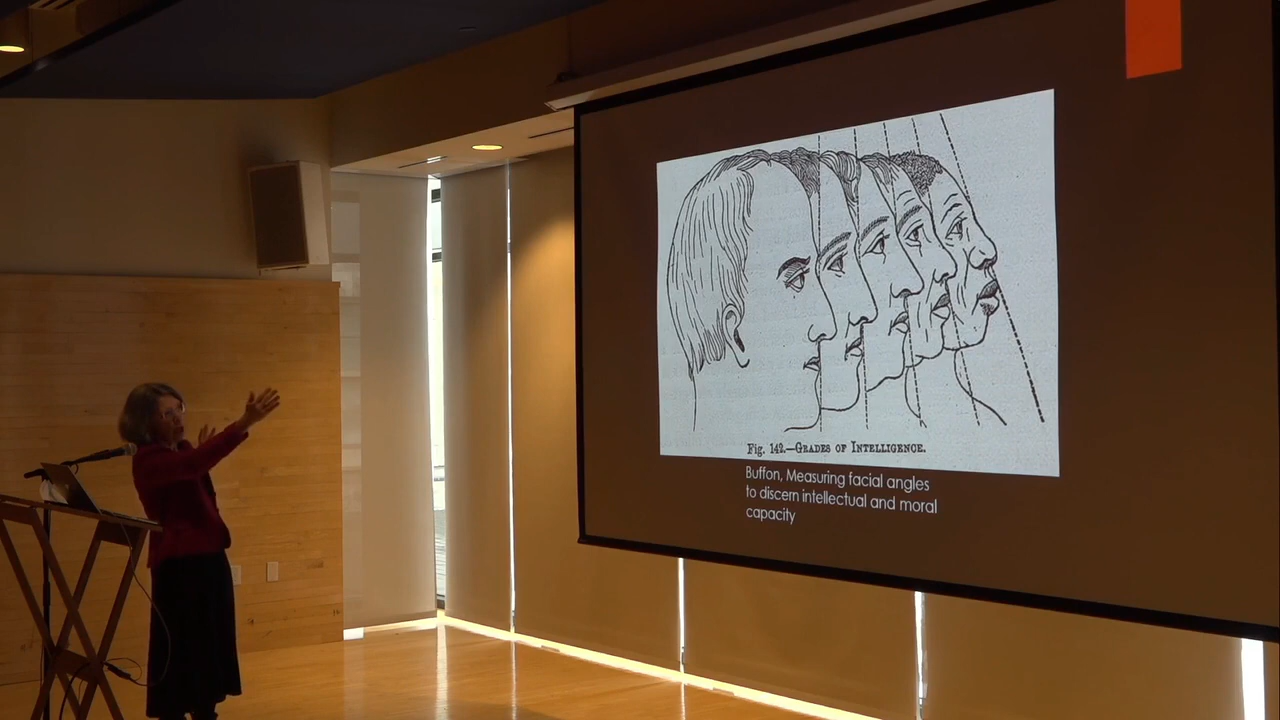 Fig. 142.—Grades of Intelligence.
Buffon, Measuring facial angles
to discern intellectual and moral
capacity